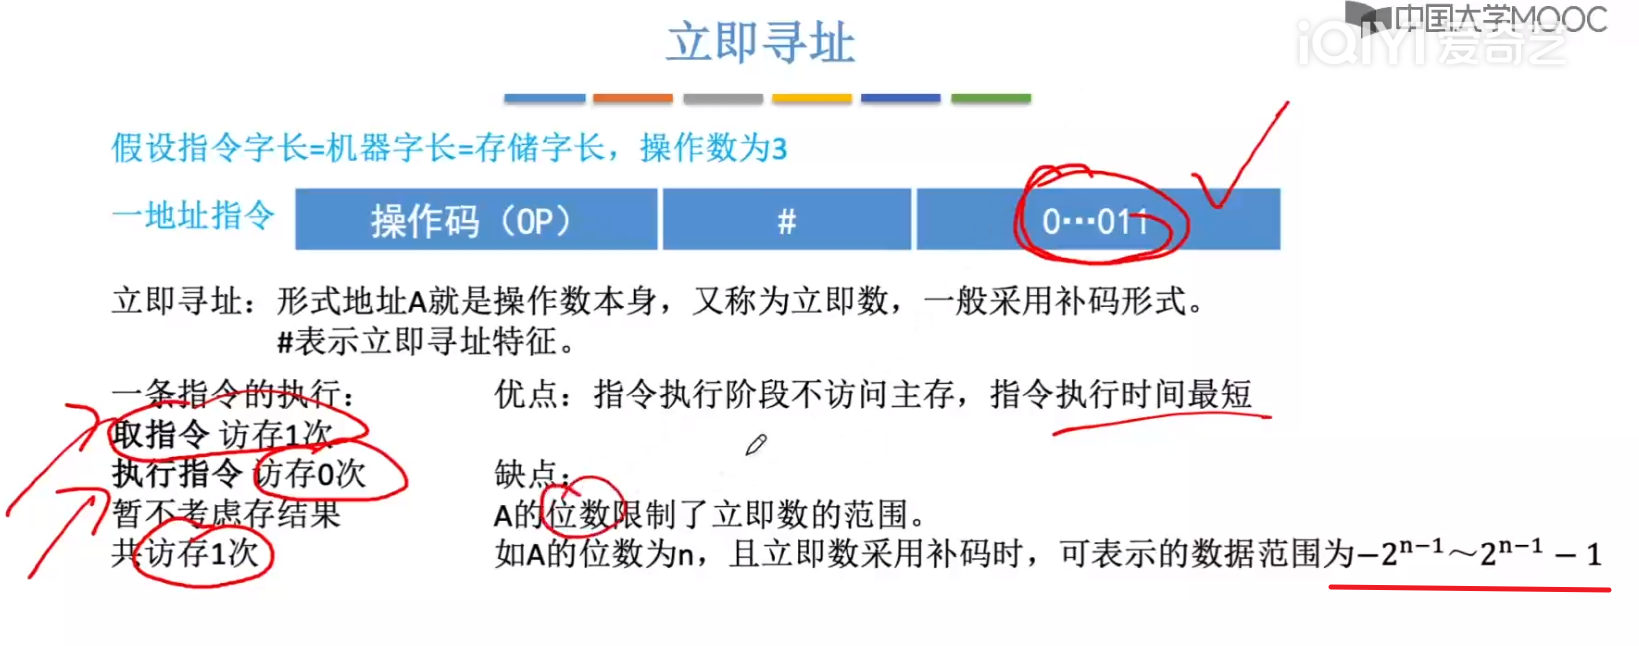 中国大学MOOC
iQIYI 爱奇艺
立即寻址
假设指令字长=机器字长=存储字长，操作数为3
一地址指令 操作码（OP） # 0…011
立即寻址：形式地址A就是操作数本身，又称为立即数，一般采用补码形式。
#表示立即寻址特征。
一条指令的执行：
取指令 访存1次
执行指令 访存0次
暂不考虑存结果
共访存1次
优点：指令执行阶段不访问主存，指令执行时间最短
缺点：
A的位数限制了立即数的范围。
如A的位数为n，且立即数采用补码时，可表示的数据范围为−2ⁿ⁻¹～2ⁿ⁻¹ − 1